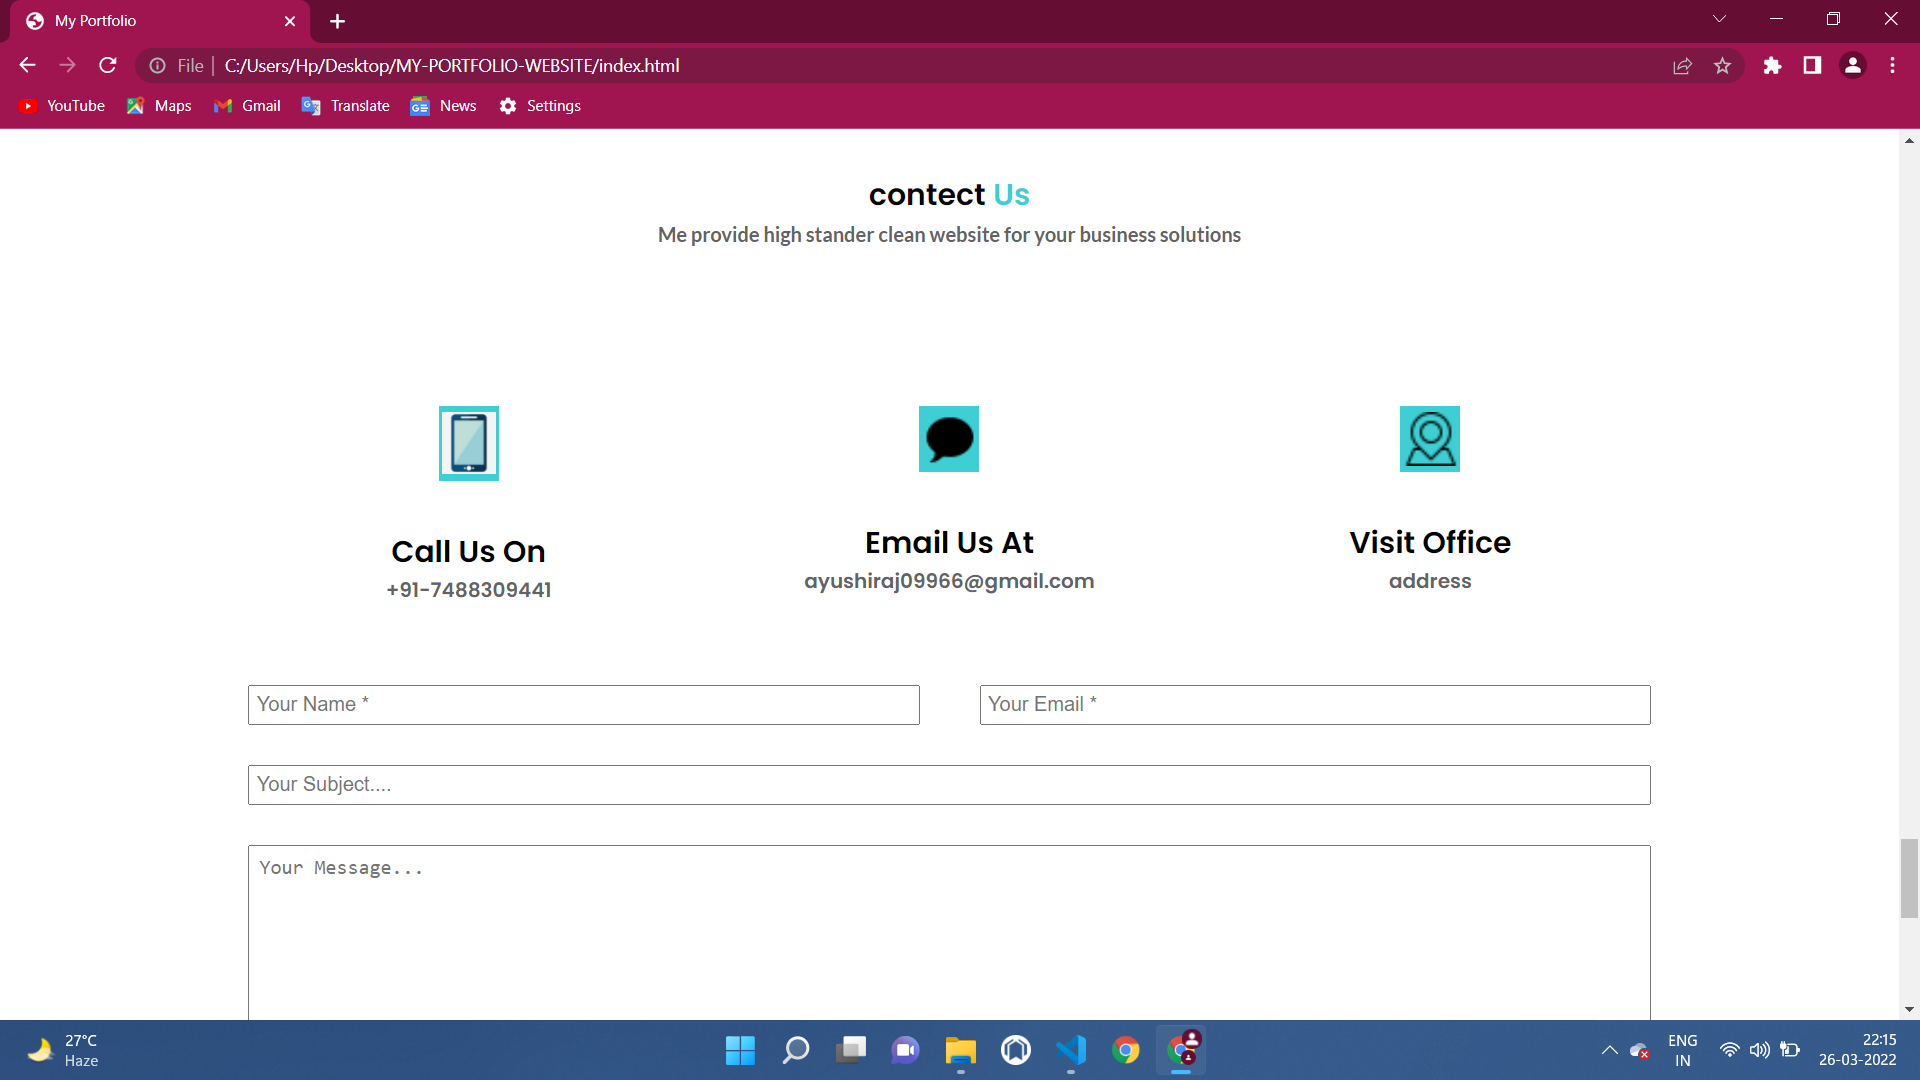 My Portfolio
File | C:/Users/Hp/Desktop/MY-PORTFOLIO-WEBSITE/index.html
YouTube Maps Gmail Translate News Settings
contect Us
Me provide high stander clean website for your business solutions
Call Us On
+91-7488309441
Email Us At
ayushiraj09966@gmail.com
Visit Office
address
Your Name *
Your Email *
Your Subject....
Your Message...
27°C
Haze
ENG
IN
22:15
26-03-2022